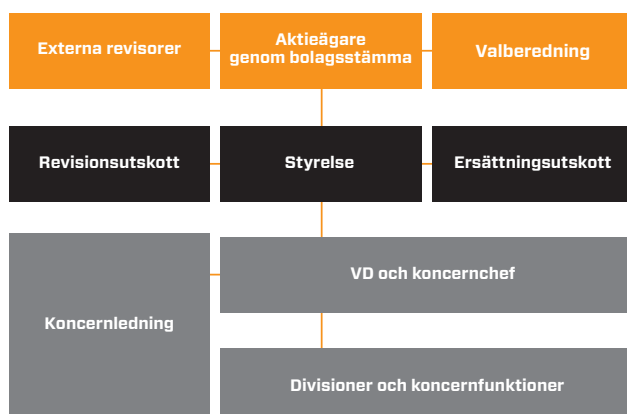 Externa revisorer
Aktieägare
genom bolagsstämma
Valberedning
Revisionsutskott
Styrelse
Ersättningsutskott
VD och koncernchef
Koncernledning
Divisioner och koncernfunktioner